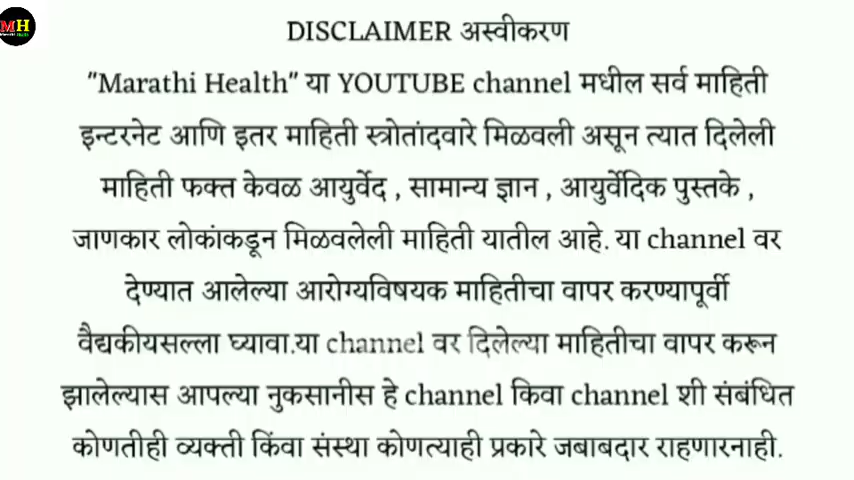 MH
DISCLAIMER अस्वीकरण
"Marathi Health" या YOUTUBE channel मधील सर्व माहिती
इन्टरनेट आणि इतर माहिती स्त्रोतांदवारे मिळवली असून त्यात दिलेली
माहिती फक्त केवळ आयुर्वेद , सामान्य ज्ञान , आयुर्वेदिक पुस्तके ,
जाणकार लोकांकडून मिळवलेली माहिती यातील आहे. या channel वर
देण्यात आलेल्या आरोग्यविषयक माहितीचा वापर करण्यापूर्वी
वैद्यकीयसल्ला घ्यावा.या channel वर दिलेल्या माहितीचा वापर करून
झालेल्यास आपल्या नुकसानीस हे channel किवा channel शी संबंधित
कोणतीही व्यक्ती किंवा संस्था कोणत्याही प्रकारे जबाबदार राहणारनाही.